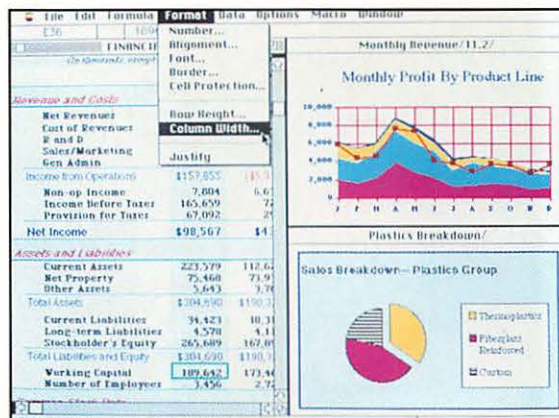 File Edit Formula Format Data Options Macro Window
E36
Number...
Alignment...
Font...
Border...
Cell Protection...
Row Height...
Column Width...
Justify
Revenue and Costs
Net Revenues
Cost of Revenues
R and D
Sales/Marketing
Gen Admin
Income from Operations $157,855
Non-op Income 7,804
Income Before Taxes 165,659
Provision for Taxes 67,092
Net Income $98,567
Assets and Liabilities
Current Assets 223,579
Net Property 75,468
Other Assets 5,643
Total Assets $304,690
Current Liabilities 34,423
Long-term Liabilities 4,578
Stockholder's Equity 265,689
Total Liabilities and Equity $304,690
Working Capital 189,642
Number of Employees 3,456
Monthly Revenue/11.2/
Monthly Profit By Product Line
10,000
8,000
6,000
4,000
2,000
0
J F M A M J J A S O N D
Plastics Breakdown/
Sales Breakdown-- Plastics Group
Thermoplastics
Fiberglass
Reinforced
Custom